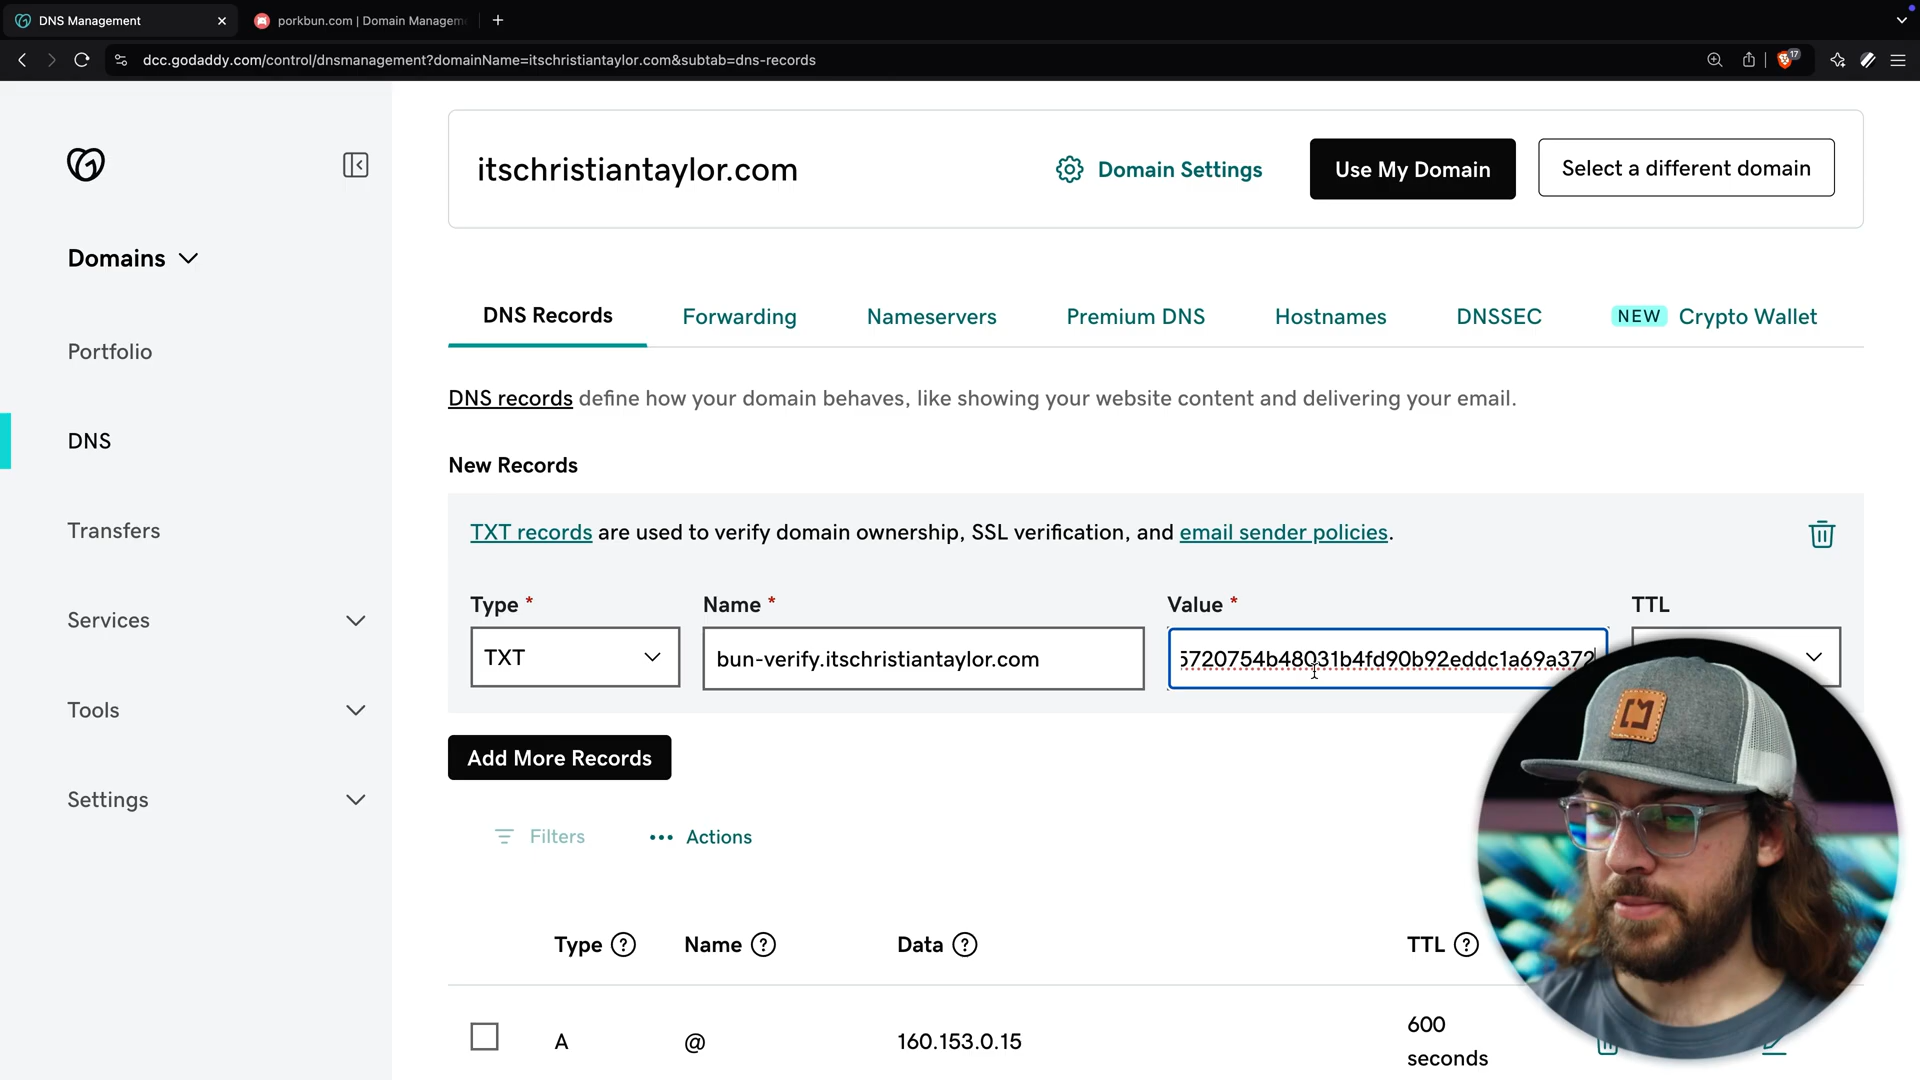 DNS Management
porkbun.com | Domain Managem
dcc.godaddy.com/control/dnsmanagement?domainName=itschristiantaylor.com&subtab=dns-records
17
itschristiantaylor.com
Domain Settings
Use My Domain
Select a different domain
Domains
Portfolio
DNS
Transfers
Services
Tools
Settings
DNS Records
Forwarding
Nameservers
Premium DNS
Hostnames
DNSSEC
NEW Crypto Wallet
DNS records define how your domain behaves, like showing your website content and delivering your email.
New Records
TXT records are used to verify domain ownership, SSL verification, and email sender policies.
Type *
Name *
Value *
TTL
TXT
bun-verify.itschristiantaylor.com
5720754b48031b4fd90b92eddc1a69a372
Add More Records
Filters
Actions
Type
Name
Data
TTL
A
@
160.153.0.15
600
seconds